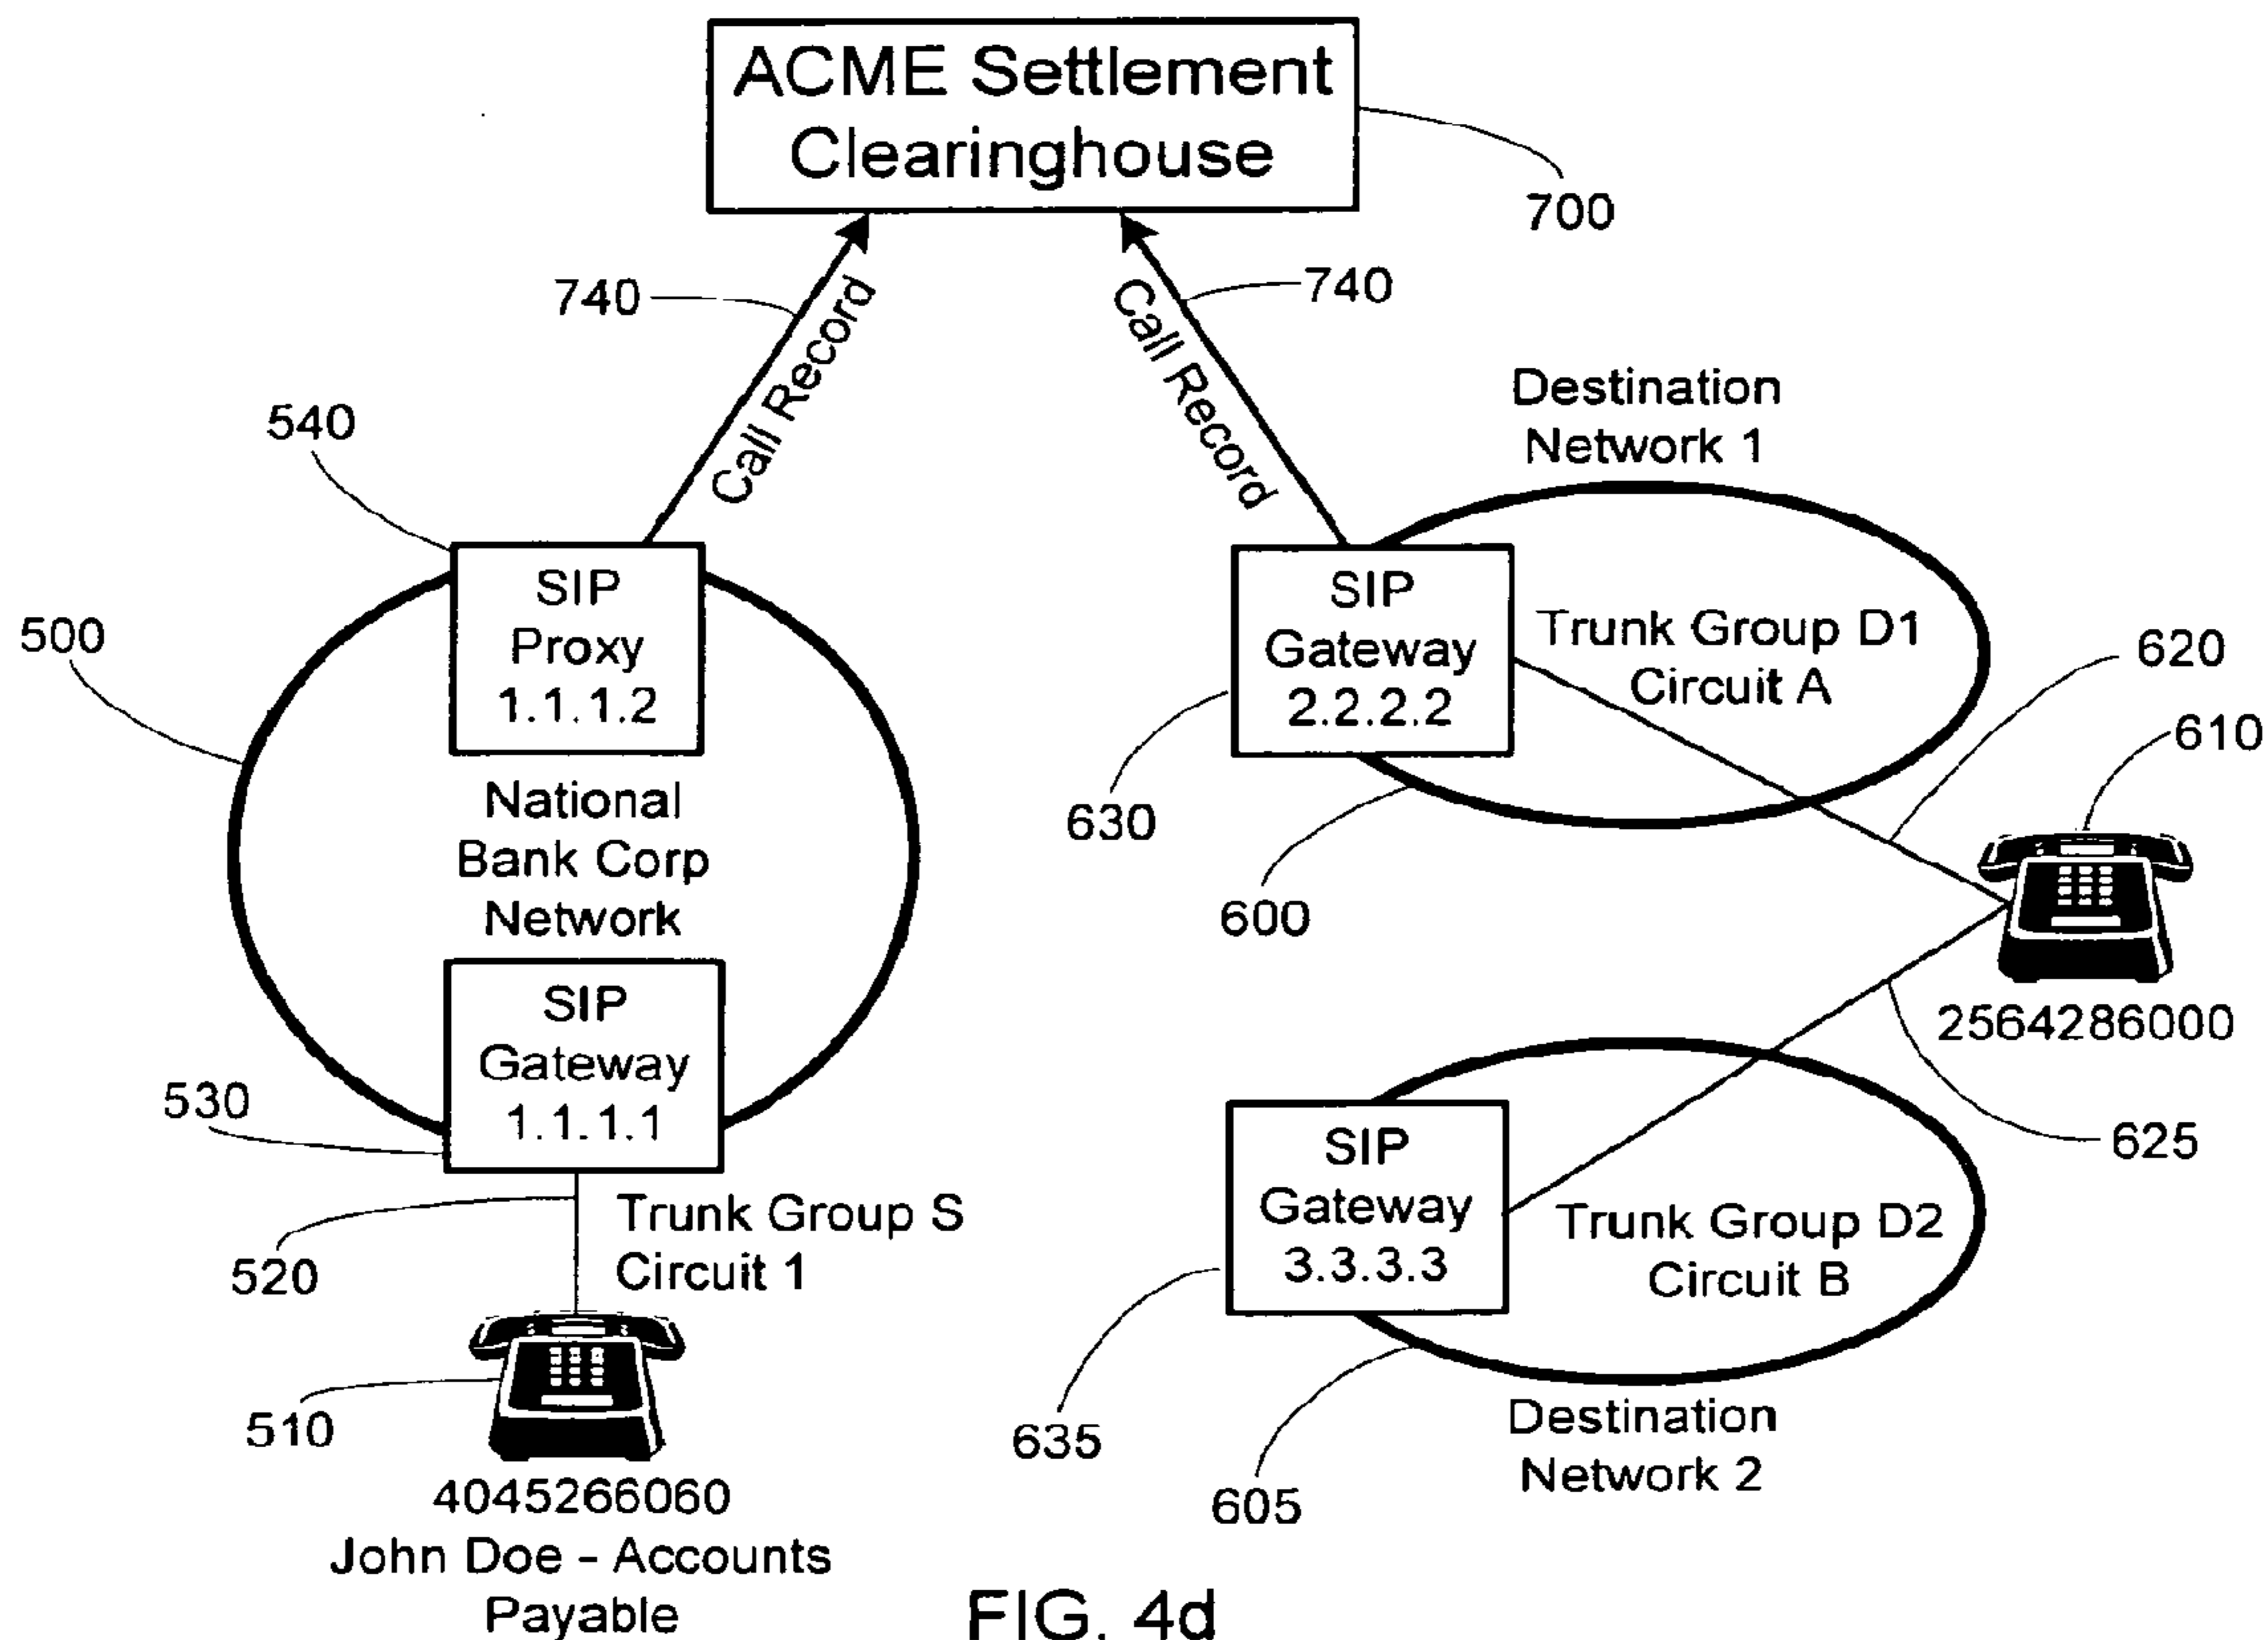 ACME Settlement
Clearinghouse
700
740
Call Record
740
Call Record
540
500
SIP
Proxy
1.1.1.2
National
Bank Corp
Network
SIP
Gateway
1.1.1.1
530
520
Trunk Group S
Circuit 1
510
4045266060
John Doe - Accounts
Payable
Destination
Network 1
SIP
Gateway
2.2.2.2
Trunk Group D1
Circuit A
620
610
630
600
2564286000
625
SIP
Gateway
3.3.3.3
Trunk Group D2
Circuit B
635
605
Destination
Network 2
FIG. 4d